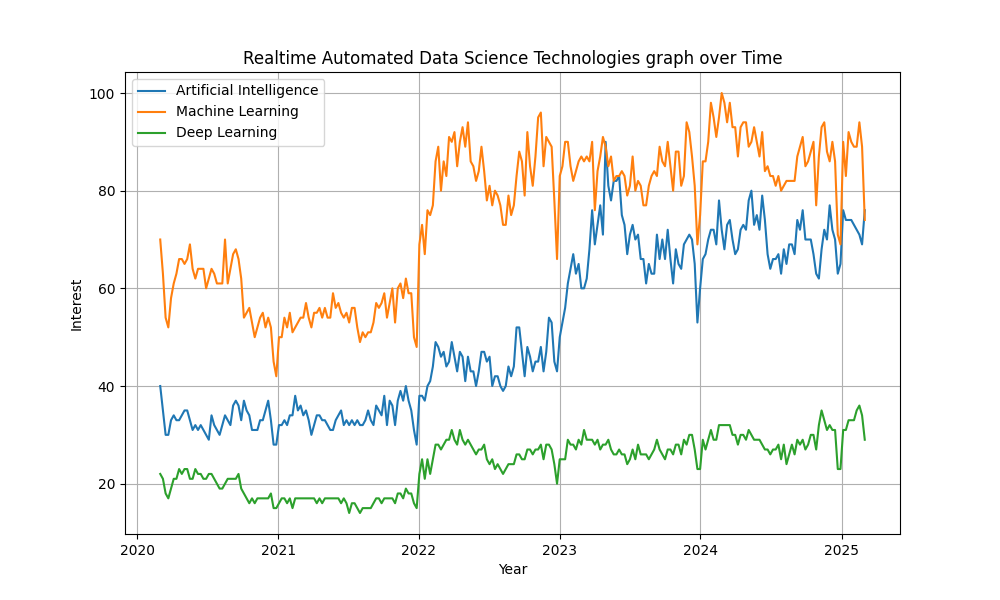 Realtime Automated Data Science Technologies graph over Time
Artificial Intelligence
Machine Learning
Deep Learning
100
80
60
40
20
Interest
2020 2021 2022 2023 2024 2025
Year